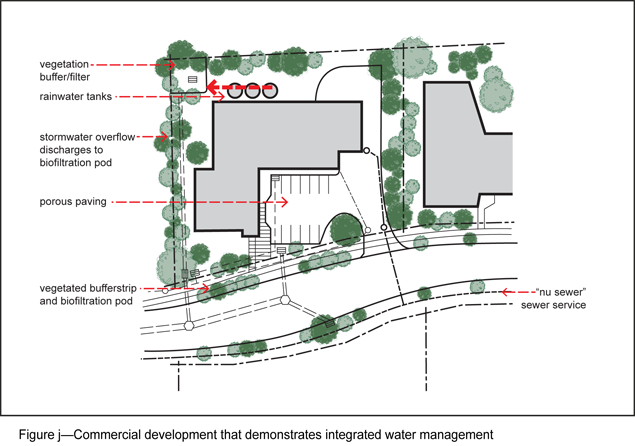 vegetation
buffer/filter
rainwater tanks
stormwater overflow
discharges to
biofiltration pod
porous paving
vegetated bufferstrip
and biofiltration pod
“nu sewer”
sewer service
Figure j—Commercial development that demonstrates integrated water management